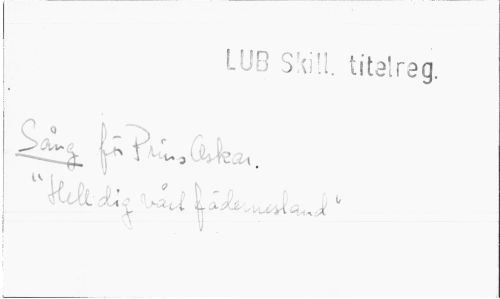 LUB Skill. titelreg.
Sång för Prins Oskar.
"Hell dig vårt fädernesland"